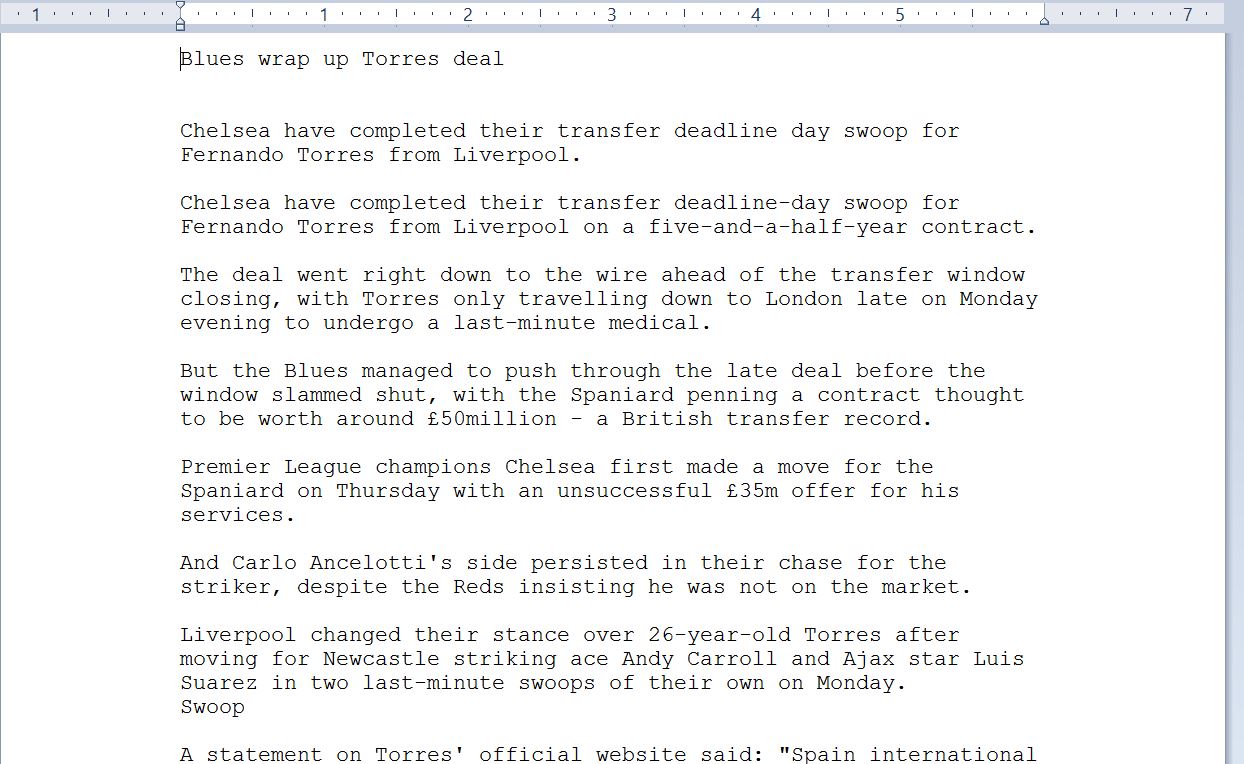 1 1 2 3 4 5 7
Blues wrap up Torres deal
Chelsea have completed their transfer deadline day swoop for
Fernando Torres from Liverpool.
Chelsea have completed their transfer deadline-day swoop for
Fernando Torres from Liverpool on a five-and-a-half-year contract.
The deal went right down to the wire ahead of the transfer window
closing, with Torres only travelling down to London late on Monday
evening to undergo a last-minute medical.
But the Blues managed to push through the late deal before the
window slammed shut, with the Spaniard penning a contract thought
to be worth around £50million - a British transfer record.
Premier League champions Chelsea first made a move for the
Spaniard on Thursday with an unsuccessful £35m offer for his
services.
And Carlo Ancelotti's side persisted in their chase for the
striker, despite the Reds insisting he was not on the market.
Liverpool changed their stance over 26-year-old Torres after
moving for Newcastle striking ace Andy Carroll and Ajax star Luis
Suarez in two last-minute swoops of their own on Monday.
Swoop
A statement on Torres' official website said: "Spain international